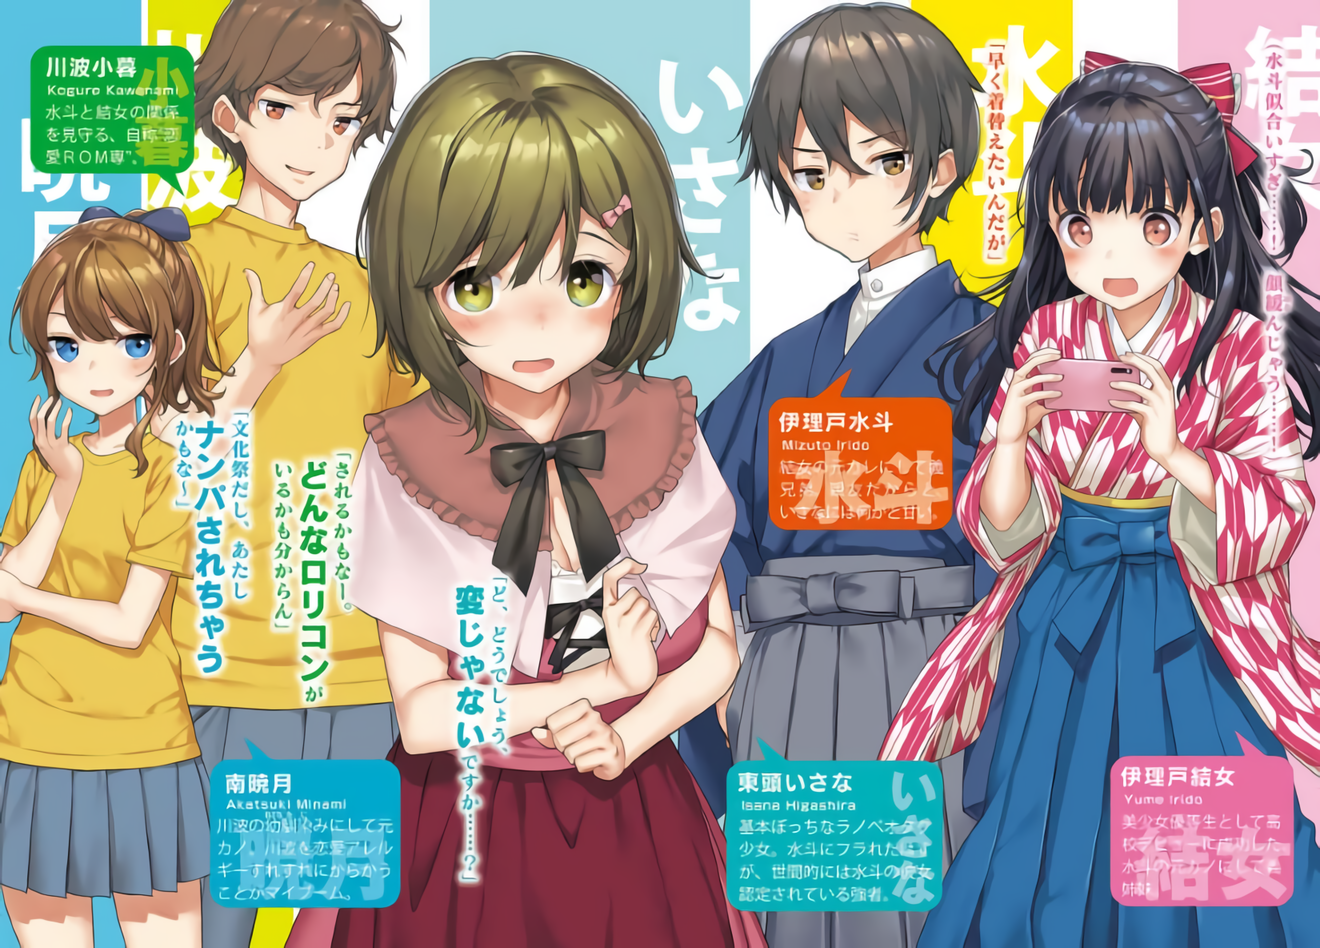 川波小暮
Kogure Kawanami
水斗と結女の関係
を見守る、自称“恋
愛ROM専”。
小暮
暁月
川波
いさな
水斗
結女
「文化祭だし、あたし
ナンパされちゃう
かもな〜」
「されるかもなー。
どんなロリコンが
いるかも分からん」
「ど、どうでしょう、
変じゃないですか……？」
「早く着替えたいんだが」
（水斗似合いすぎ……！　顔緩んじゃう……！
伊理戸水斗
Mizuto Irido
結女の元カレにして義
兄弟。親友だからと、
いさなには何かと甘い。
水斗
南暁月
Akatsuki Minami
川波の幼馴染みにして元
カノ。川波を恋愛アレル
ギーすれすれにからかう
ことがマイブーム。
暁月
東頭いさな
Isana Higashira
基本ぼっちなラノベオタク
少女。水斗にフラれた
が、世間的には水斗の彼女
認定されている強者。
いさな
伊理戸結女
Yume Irido
美少女優等生として高
校デビューに成功した
水斗の元カノにして義
姉妹。
結女